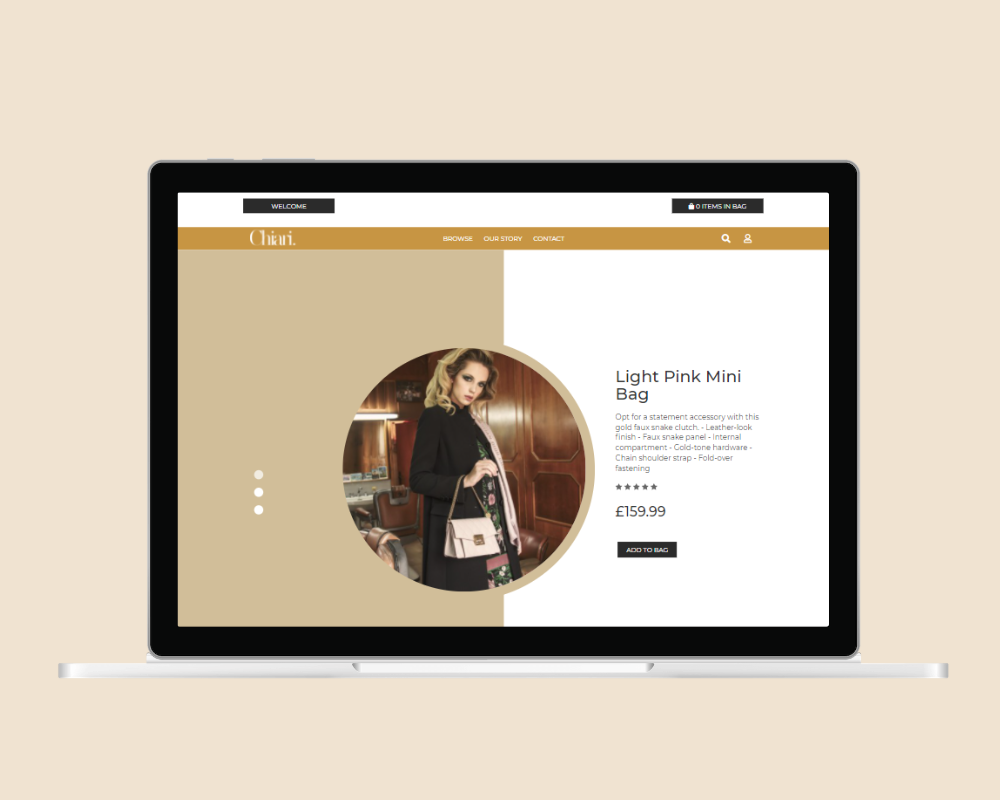 WELCOME
0 ITEMS IN BAG
Chiari.
BROWSE OUR STORY CONTACT
Light Pink Mini
Bag
Opt for a statement accessory with this
gold faux snake clutch. - Leather-look
finish - Faux snake panel - Internal
compartment - Gold-tone hardware -
Chain shoulder strap - Fold-over
fastening
£159.99
ADD TO BAG